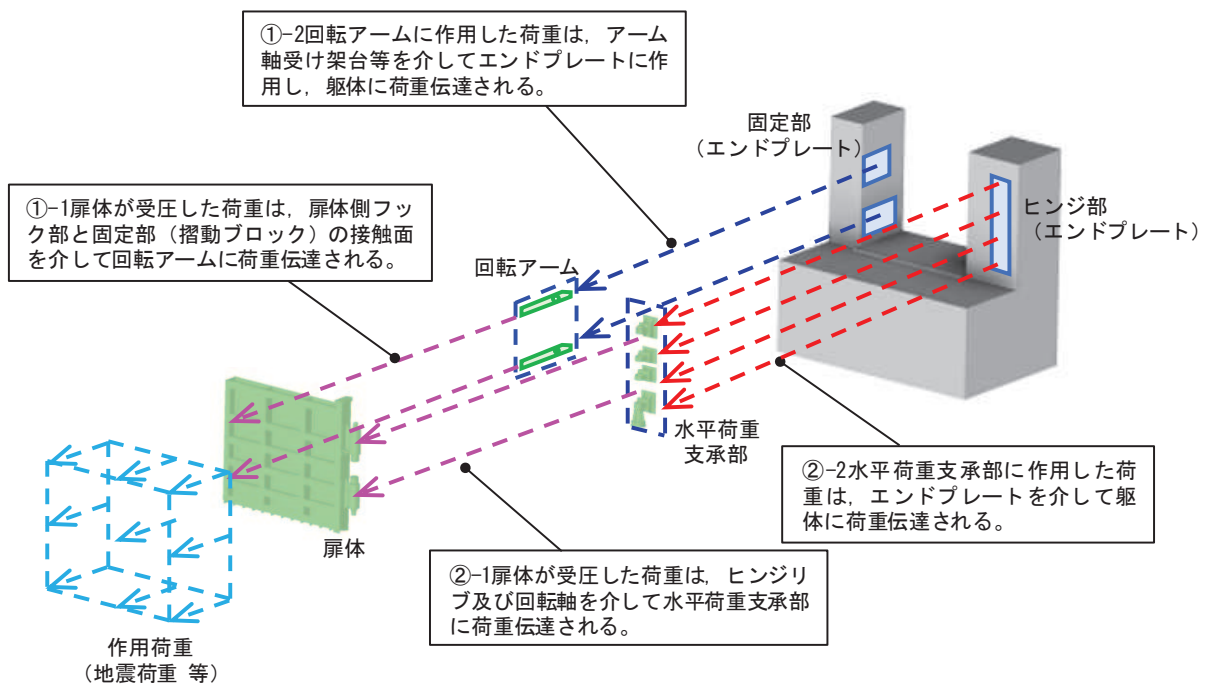 ①-2回転アームに作用した荷重は，アーム
軸受け架台等を介してエンドプレートに作
用し，躯体に荷重伝達される。
固定部
（エンドプレート）
①-1扉体が受圧した荷重は，扉体側フッ
ク部と固定部（摺動ブロック）の接触面
を介して回転アームに荷重伝達される。
ヒンジ部
（エンドプレート）
回転アーム
水平荷重
支承部
②-2水平荷重支承部に作用した荷
重は，エンドプレートを介して躯
体に荷重伝達される。
扉体
②-1扉体が受圧した荷重は，ヒンジリ
ブ及び回転軸を介して水平荷重支承部
に荷重伝達される。
作用荷重
（地震荷重 等）